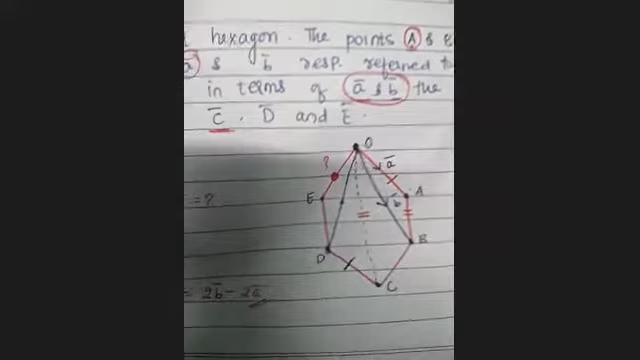 hexagon. The points A & 
a̅ & b̅ resp. referred to
in terms of a̅ & b̅ the
C̅, D̅ and E̅.
O
?
a̅
E
A
= ?
b̅
B
D
C
= 2b̅ - 2a̅